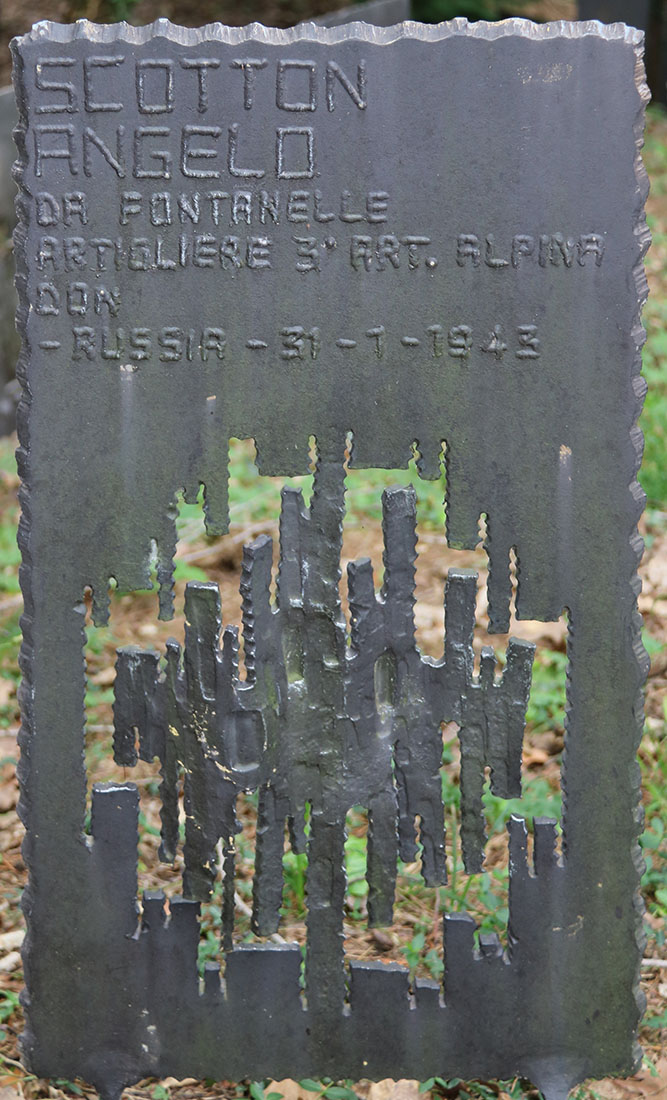 SCOTTON
ANGELO
DA FONTANELLE
ARTIGLIERE 3° ART. ALPINA
DON
- RUSSIA - 31 - 1 - 1943